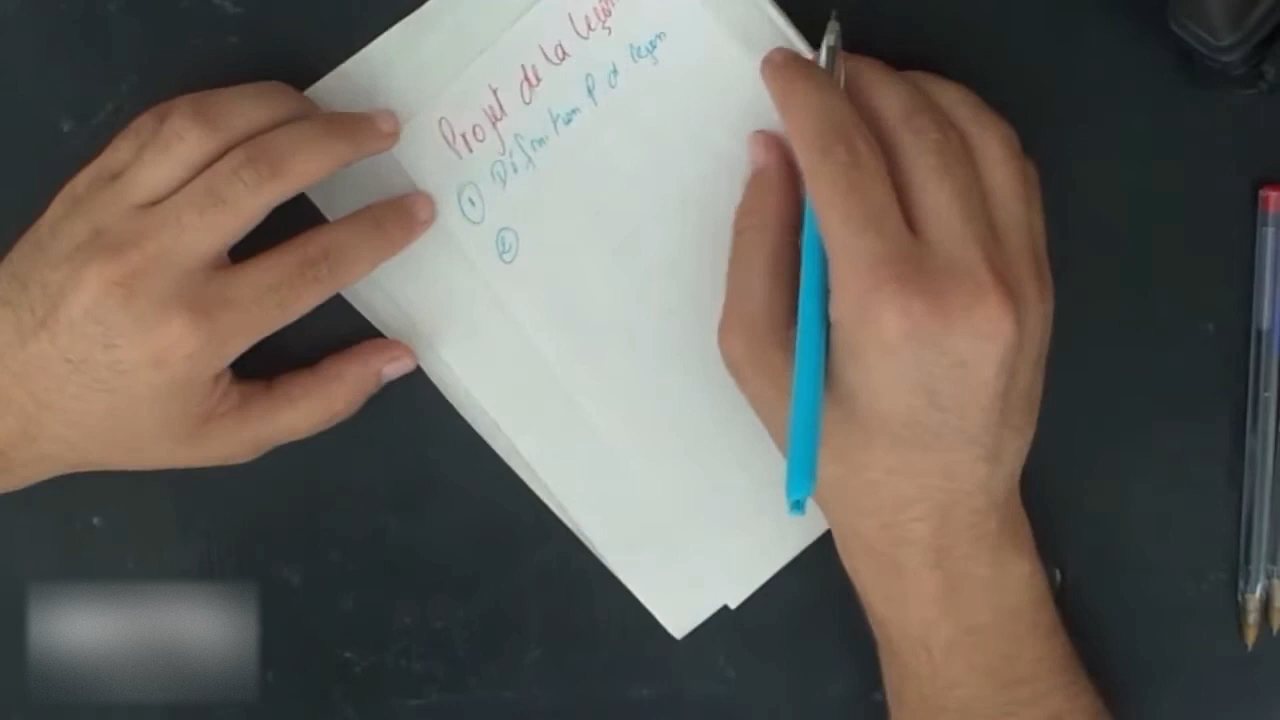 Projet de la leçon
① Définition P d leçon
②